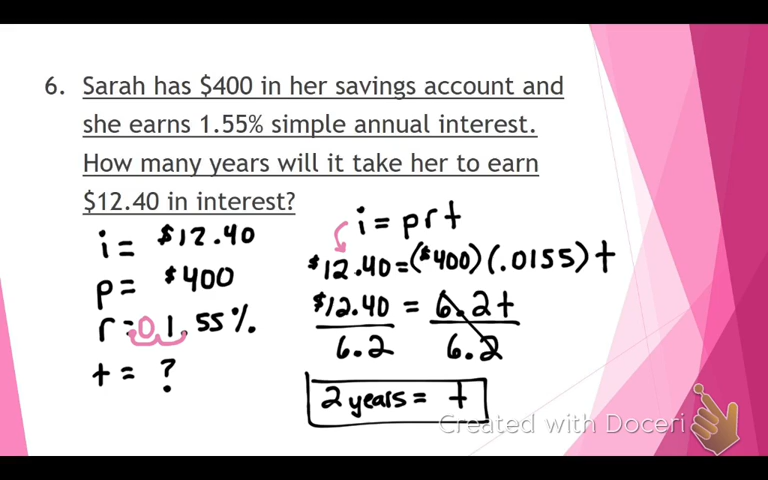 6. Sarah has $400 in her savings account and
she earns 1.55% simple annual interest.
How many years will it take her to earn
$12.40 in interest?
i = $12.40
p = $400
r = 01.55%
t = ?
i = prt
$12.40 = ($400)(.0155)t
$12.40 = 6.2t
6.2 6.2
2 years = t
Created with Doceri